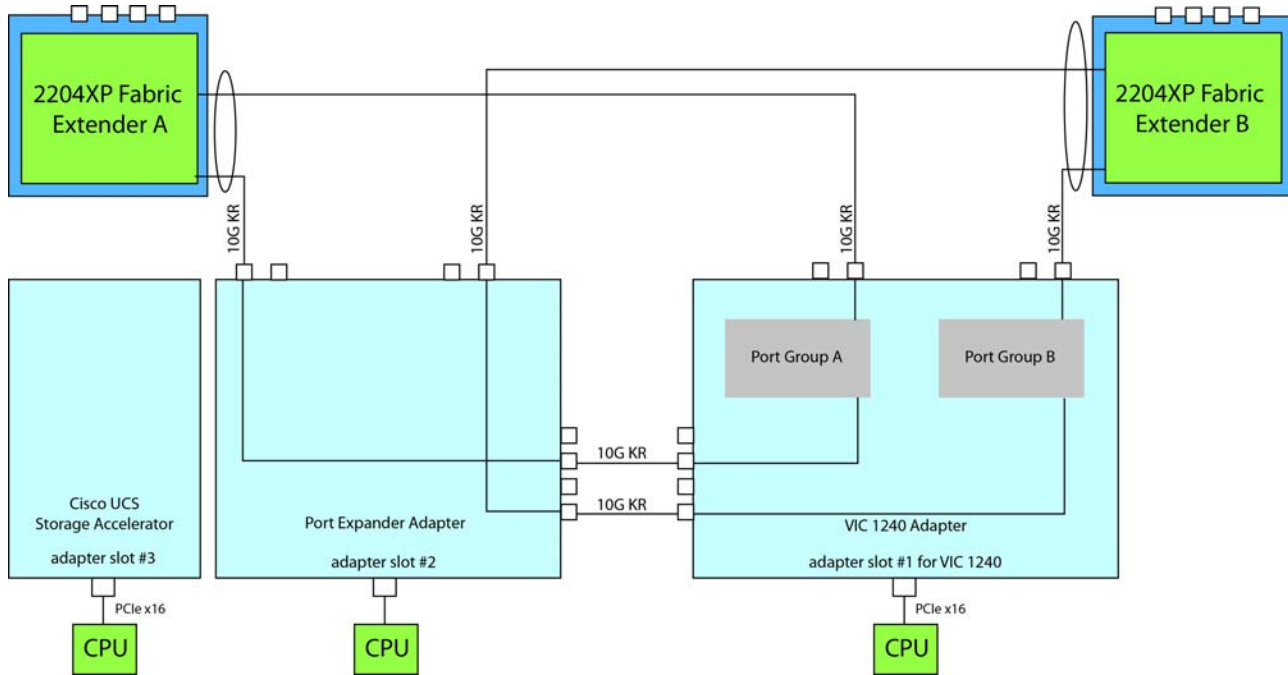 2204XP Fabric
Extender A
2204XP Fabric
Extender B
10G KR
10G KR
10G KR
10G KR
Port Group A
Port Group B
10G KR
10G KR
Cisco UCS
Storage Accelerator
adapter slot #3
Port Expander Adapter
adapter slot #2
VIC 1240 Adapter
adapter slot #1 for VIC 1240
PCIe x16
PCIe x16
CPU
CPU
CPU